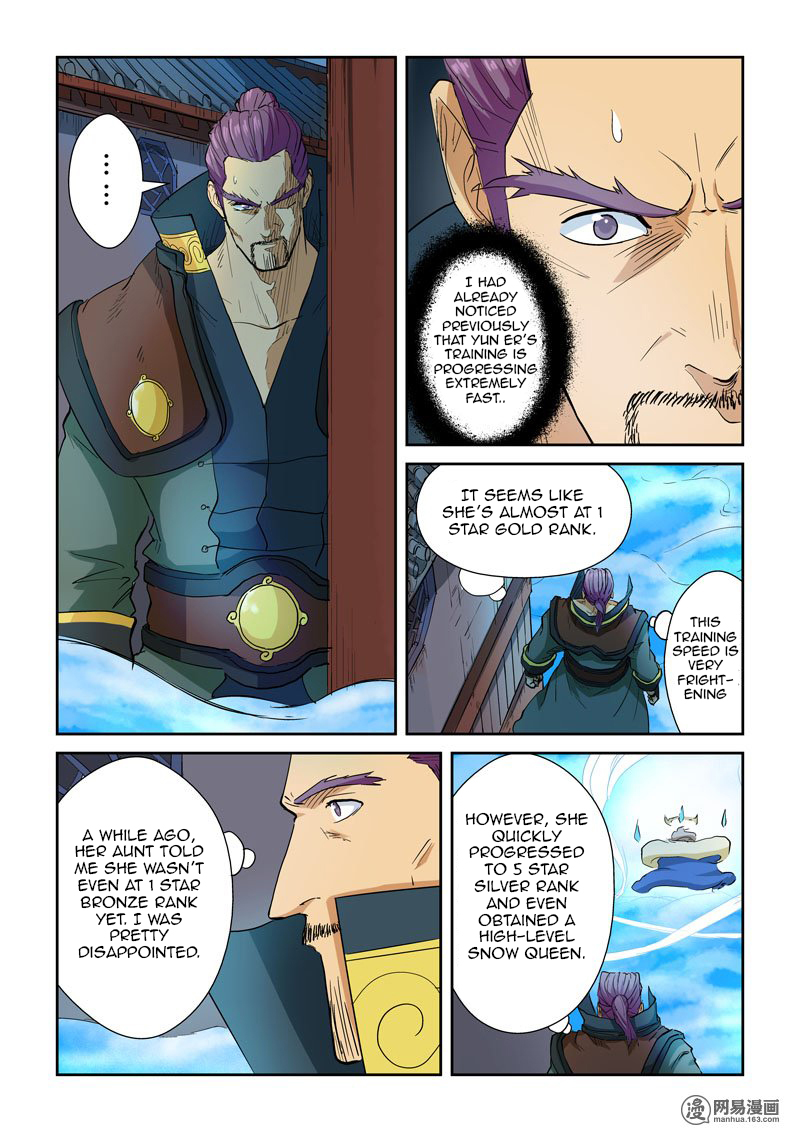 ......
I HAD
ALREADY
NOTICED
PREVIOUSLY
THAT YUN ER'S
TRAINING IS
PROGRESSING
EXTREMELY
FAST..
IT SEEMS LIKE
SHE'S ALMOST AT 1
STAR GOLD RANK.
THIS
TRAINING
SPEED IS
VERY
FRIGHT-
ENING
A WHILE AGO,
HER AUNT TOLD
ME SHE WASN'T
EVEN AT 1 STAR
BRONZE RANK
YET. I WAS
PRETTY
DISAPPOINTED.
HOWEVER, SHE
QUICKLY
PROGRESSED
TO 5 STAR
SILVER RANK
AND EVEN
OBTAINED A
HIGH-LEVEL
SNOW QUEEN.
漫 网易漫画
manhua.163.com